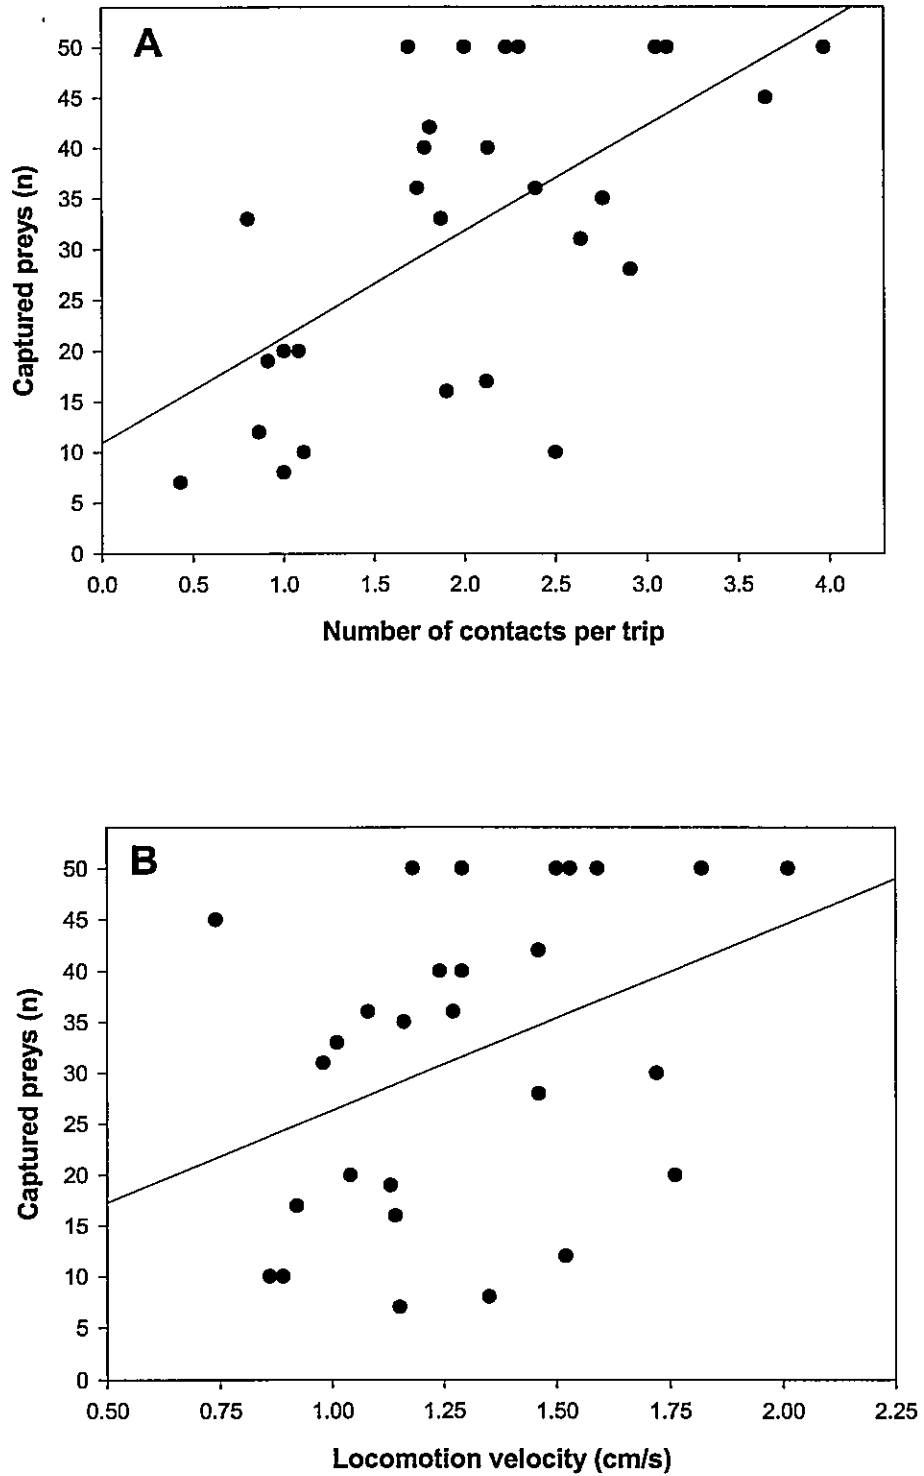 A
50
45
40
35
30
25
20
15
10
5
0
Captured preys (n)
0.0 0.5 1.0 1.5 2.0 2.5 3.0 3.5 4.0
Number of contacts per trip
B
50
45
40
35
30
25
20
15
10
5
0
Captured preys (n)
0.50 0.75 1.00 1.25 1.50 1.75 2.00 2.25
Locomotion velocity (cm/s)